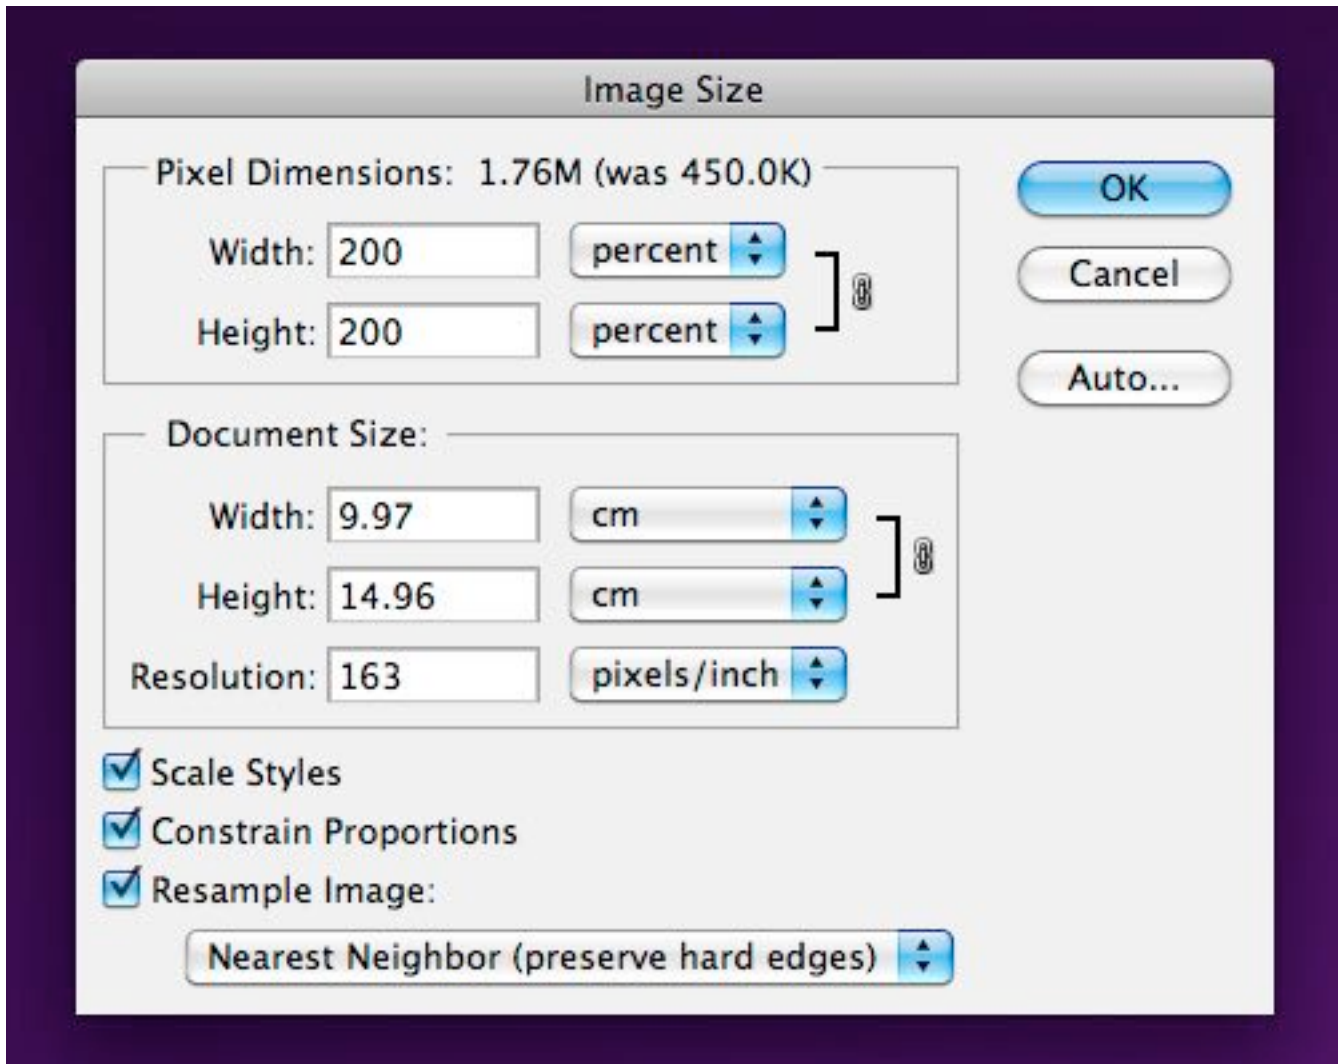 Image Size
Pixel Dimensions: 1.76M (was 450.0K)
OK
Width: 200 percent
Cancel
Height: 200 percent
Auto...
Document Size:
Width: 9.97 cm
Height: 14.96 cm
Resolution: 163 pixels/inch
Scale Styles
Constrain Proportions
Resample Image:
Nearest Neighbor (preserve hard edges)